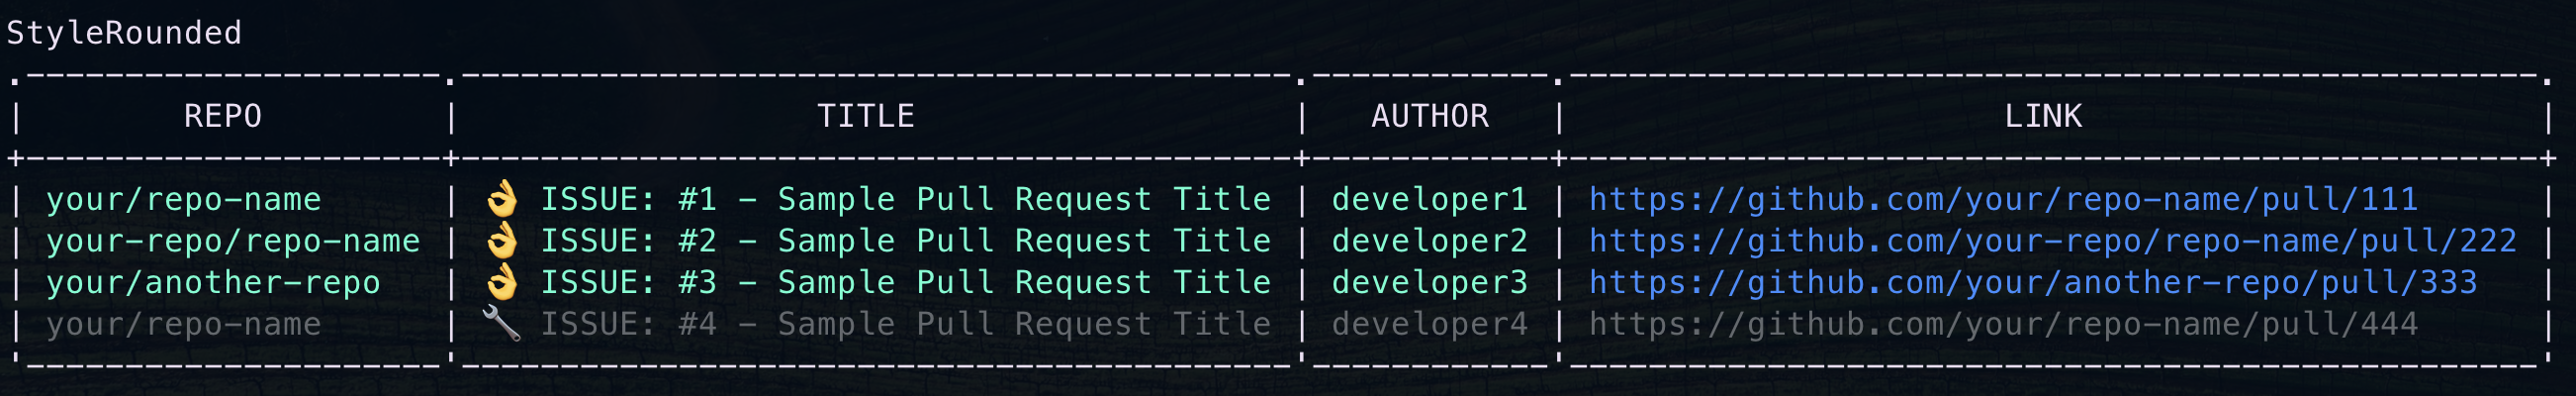 StyleRounded
.---------------------.------------------------------------------.------------.-------------------------------------------------.
|        REPO         |                  TITLE                   |   AUTHOR   |                      LINK                       |
+---------------------+------------------------------------------+------------+-------------------------------------------------+
| your/repo-name      | 👌 ISSUE: #1 - Sample Pull Request Title | developer1 | https://github.com/your/repo-name/pull/111      |
| your-repo/repo-name | 👌 ISSUE: #2 - Sample Pull Request Title | developer2 | https://github.com/your-repo/repo-name/pull/222 |
| your/another-repo   | 👌 ISSUE: #3 - Sample Pull Request Title | developer3 | https://github.com/your/another-repo/pull/333   |
| your/repo-name      | 🔧 ISSUE: #4 - Sample Pull Request Title | developer4 | https://github.com/your/repo-name/pull/444      |
'---------------------'------------------------------------------'------------'-------------------------------------------------'